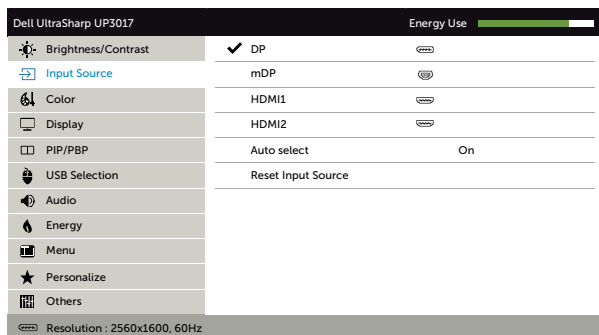 Dell UltraSharp UP3017 Energy Use
Brightness/Contrast DP
Input Source mDP
Color HDMI1
Display HDMI2
PIP/PBP Auto select On
USB Selection Reset Input Source
Audio
Energy
Menu
Personalize
Others
Resolution : 2560x1600, 60Hz